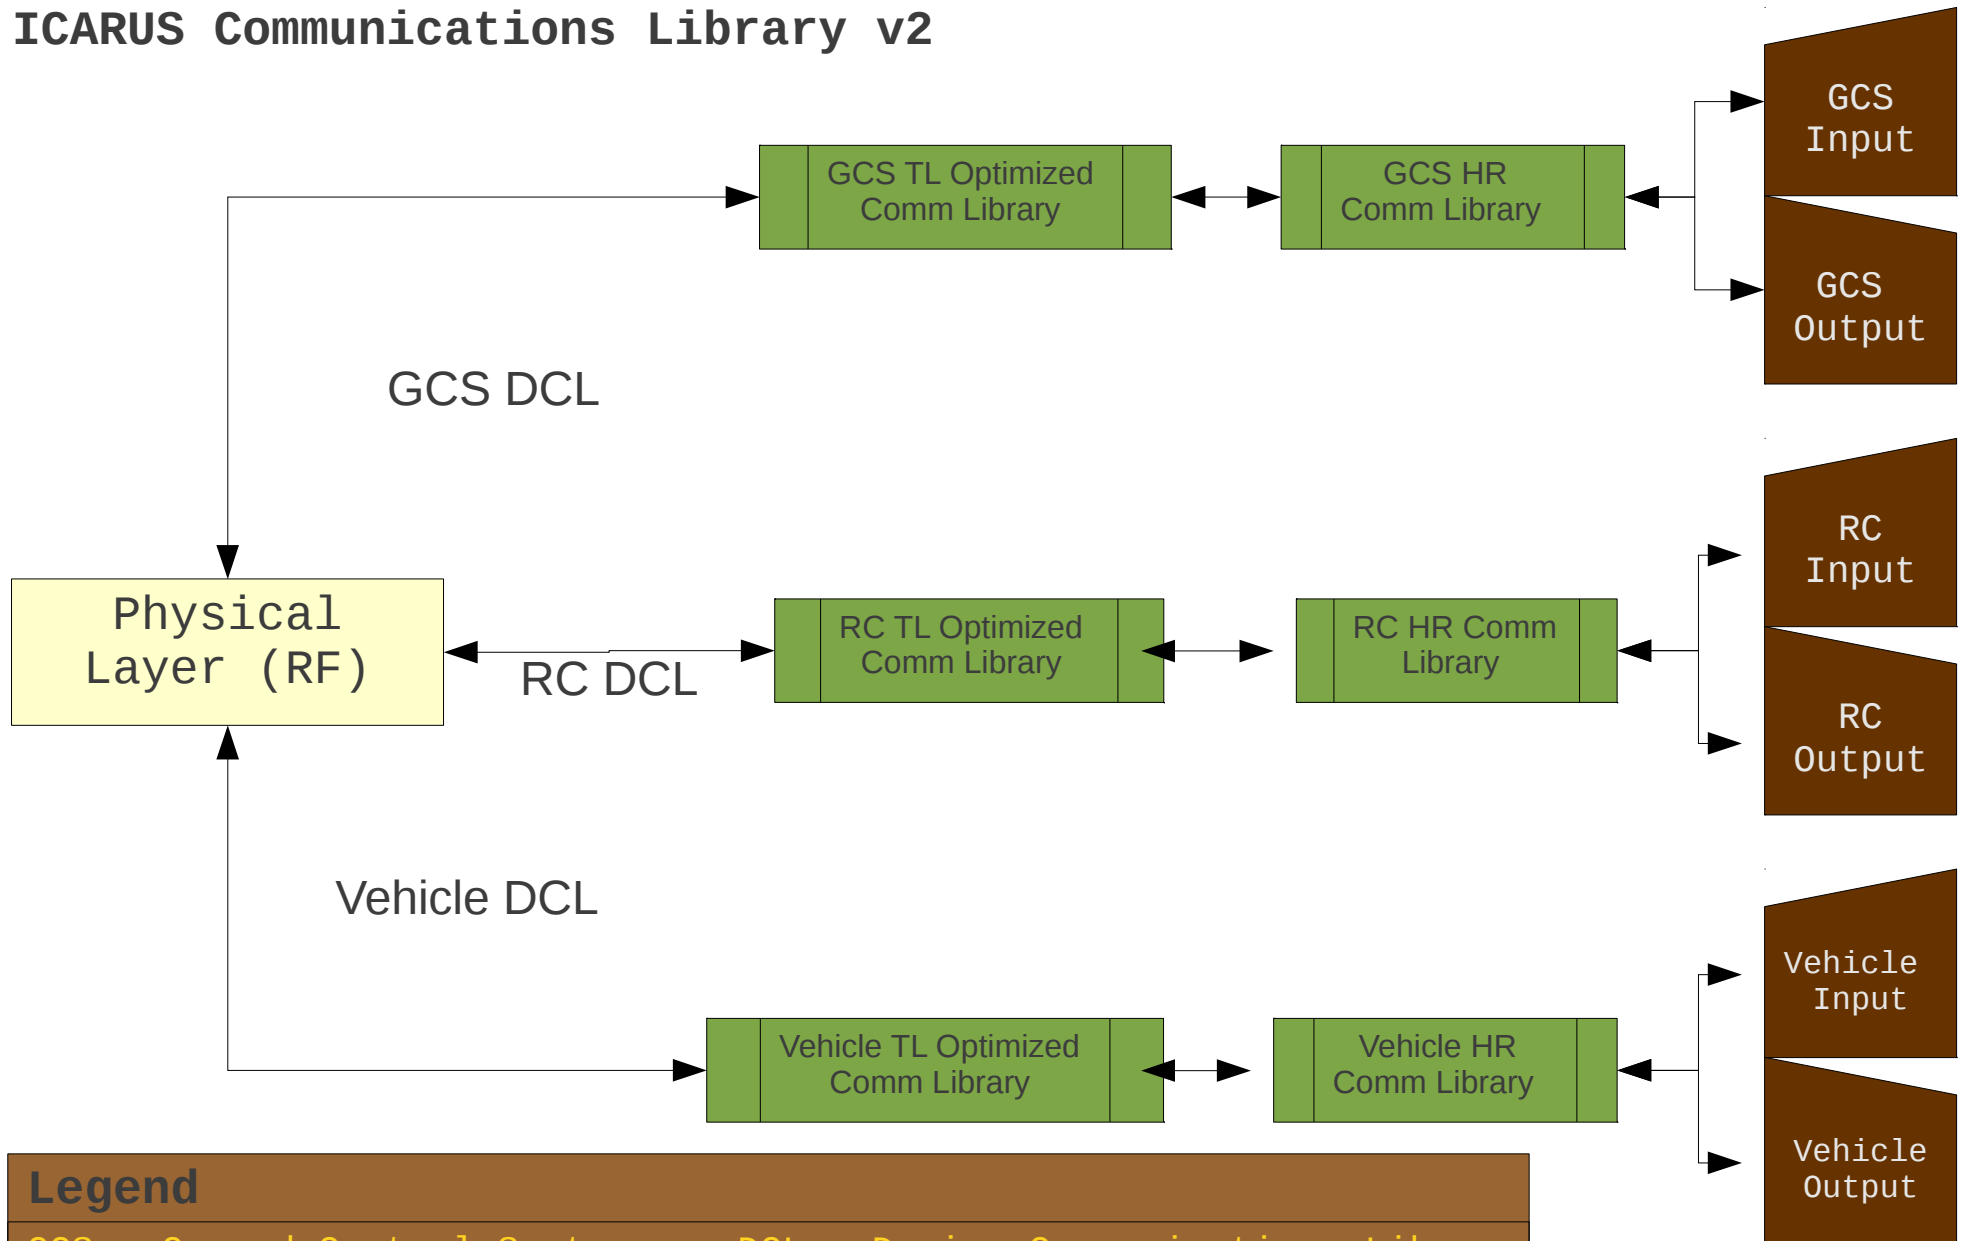 ICARUS Communications Library v2
GCS
Input
GCS TL Optimized
Comm Library
GCS HR
Comm Library
GCS
Output
GCS DCL
RC
Input
Physical
Layer (RF)
RC DCL
RC TL Optimized
Comm Library
RC HR Comm
Library
RC
Output
Vehicle DCL
Vehicle
Input
Vehicle TL Optimized
Comm Library
Vehicle HR
Comm Library
Vehicle
Output
Legend